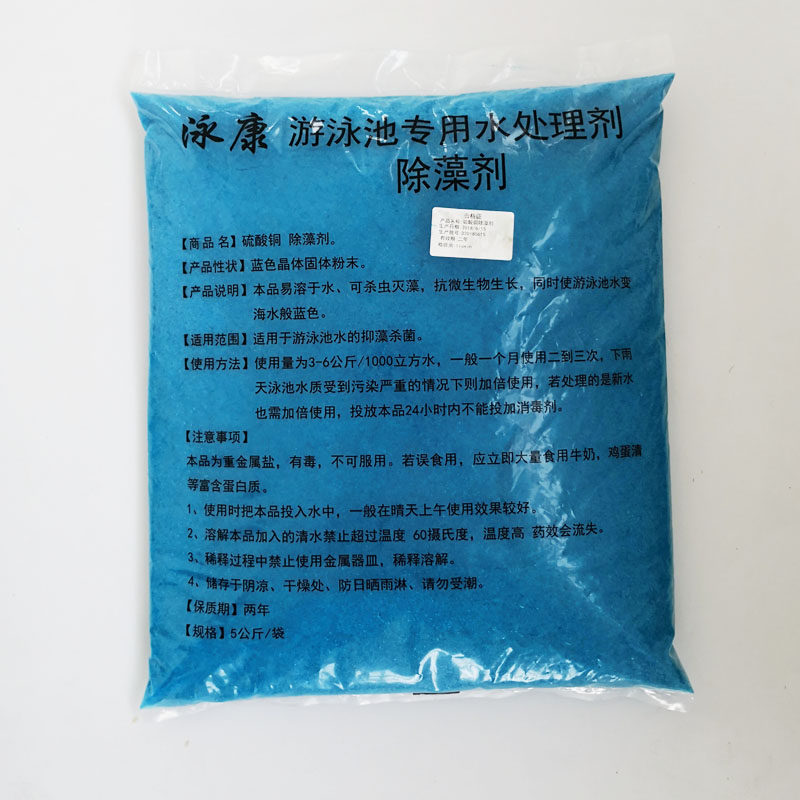 泳康 游泳池专用水处理剂
除藻剂
合格证
【商品 名】硫酸铜 除藻剂。
【产品性状】蓝色晶体固体粉末。
【产品说明】本品易溶于水、可杀虫灭藻，抗微生物生长，同时使游泳池水变
海水般蓝色。
【适用范围】适用于游泳池水的抑藻杀菌。
【使用方法】使用量为3-6公斤/1000立方水，一般一个月使用二到三次，下雨
天泳池水质受到污染严重的情况下则加倍使用，若处理的是新水
也需加倍使用，投放本品24小时内不能投加消毒剂。
【注意事项】
本品为重金属盐，有毒，不可服用。若误食用，应立即大量食用牛奶，鸡蛋清
等富含蛋白质。
1、使用时把本品投入水中，一般在晴天上午使用效果较好。
2、溶解本品加入的清水禁止超过温度 60摄氏度，温度高 药效会流失。
3、稀释过程中禁止使用金属器皿，稀释溶解。
4、储存于阴凉、干燥处、防日晒雨淋、请勿受潮。
【保质期】两年
【规格】5公斤/袋